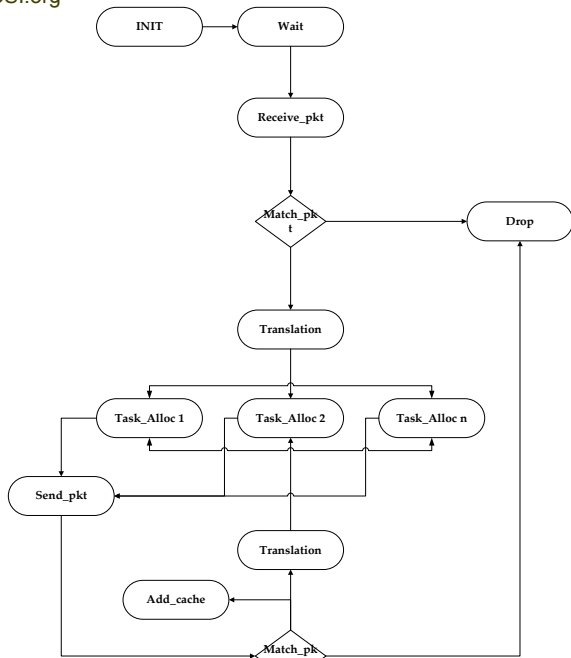 INIT
Wait
Receive_pkt
Match_pk
t
Drop
Translation
Task_Alloc 1
Task_Alloc 2
Task_Alloc n
Send_pkt
Translation
Add_cache
Match_pk